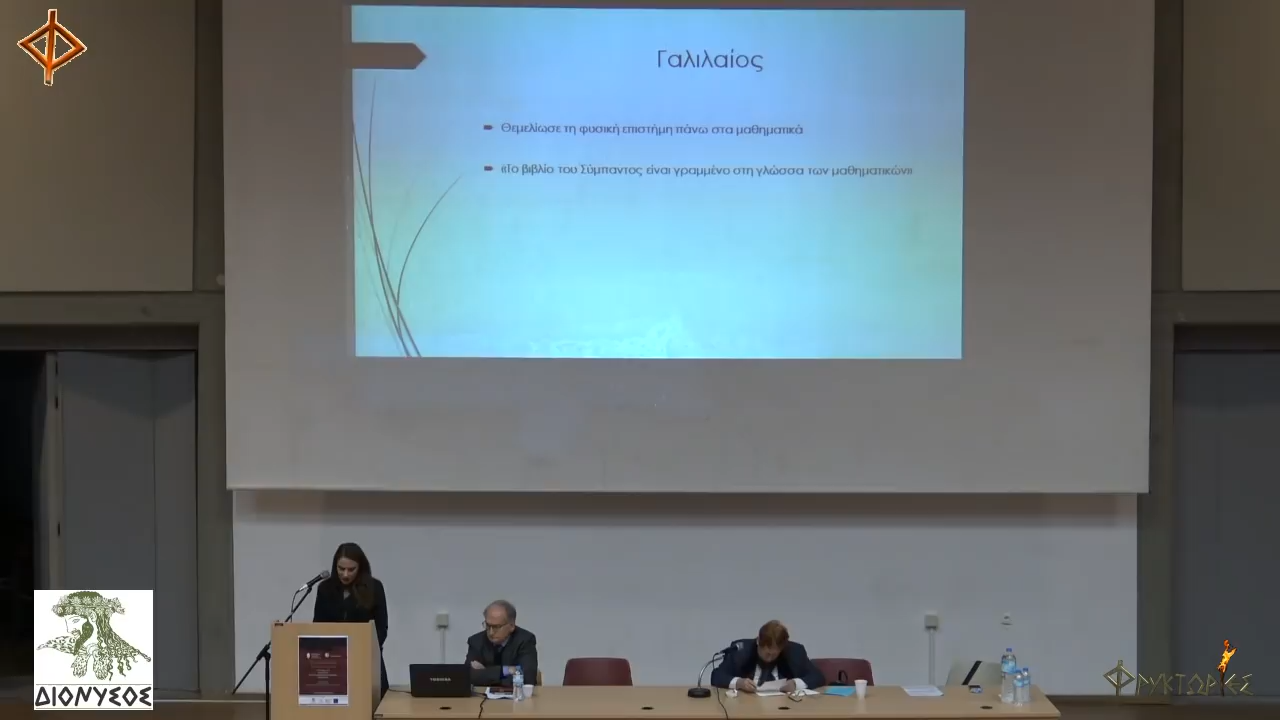 Γαλιλαίος
Θεμελίωσε τη φυσική επιστήμη πάνω στα μαθηματικά
«Το βιβλίο του Σύμπαντος είναι γραμμένο στη γλώσσα των μαθηματικών»
TOSHIBA
ΔΙΟΝΥΣΟΣ
ΦΡΥΚΤΩΡΙΕΣ